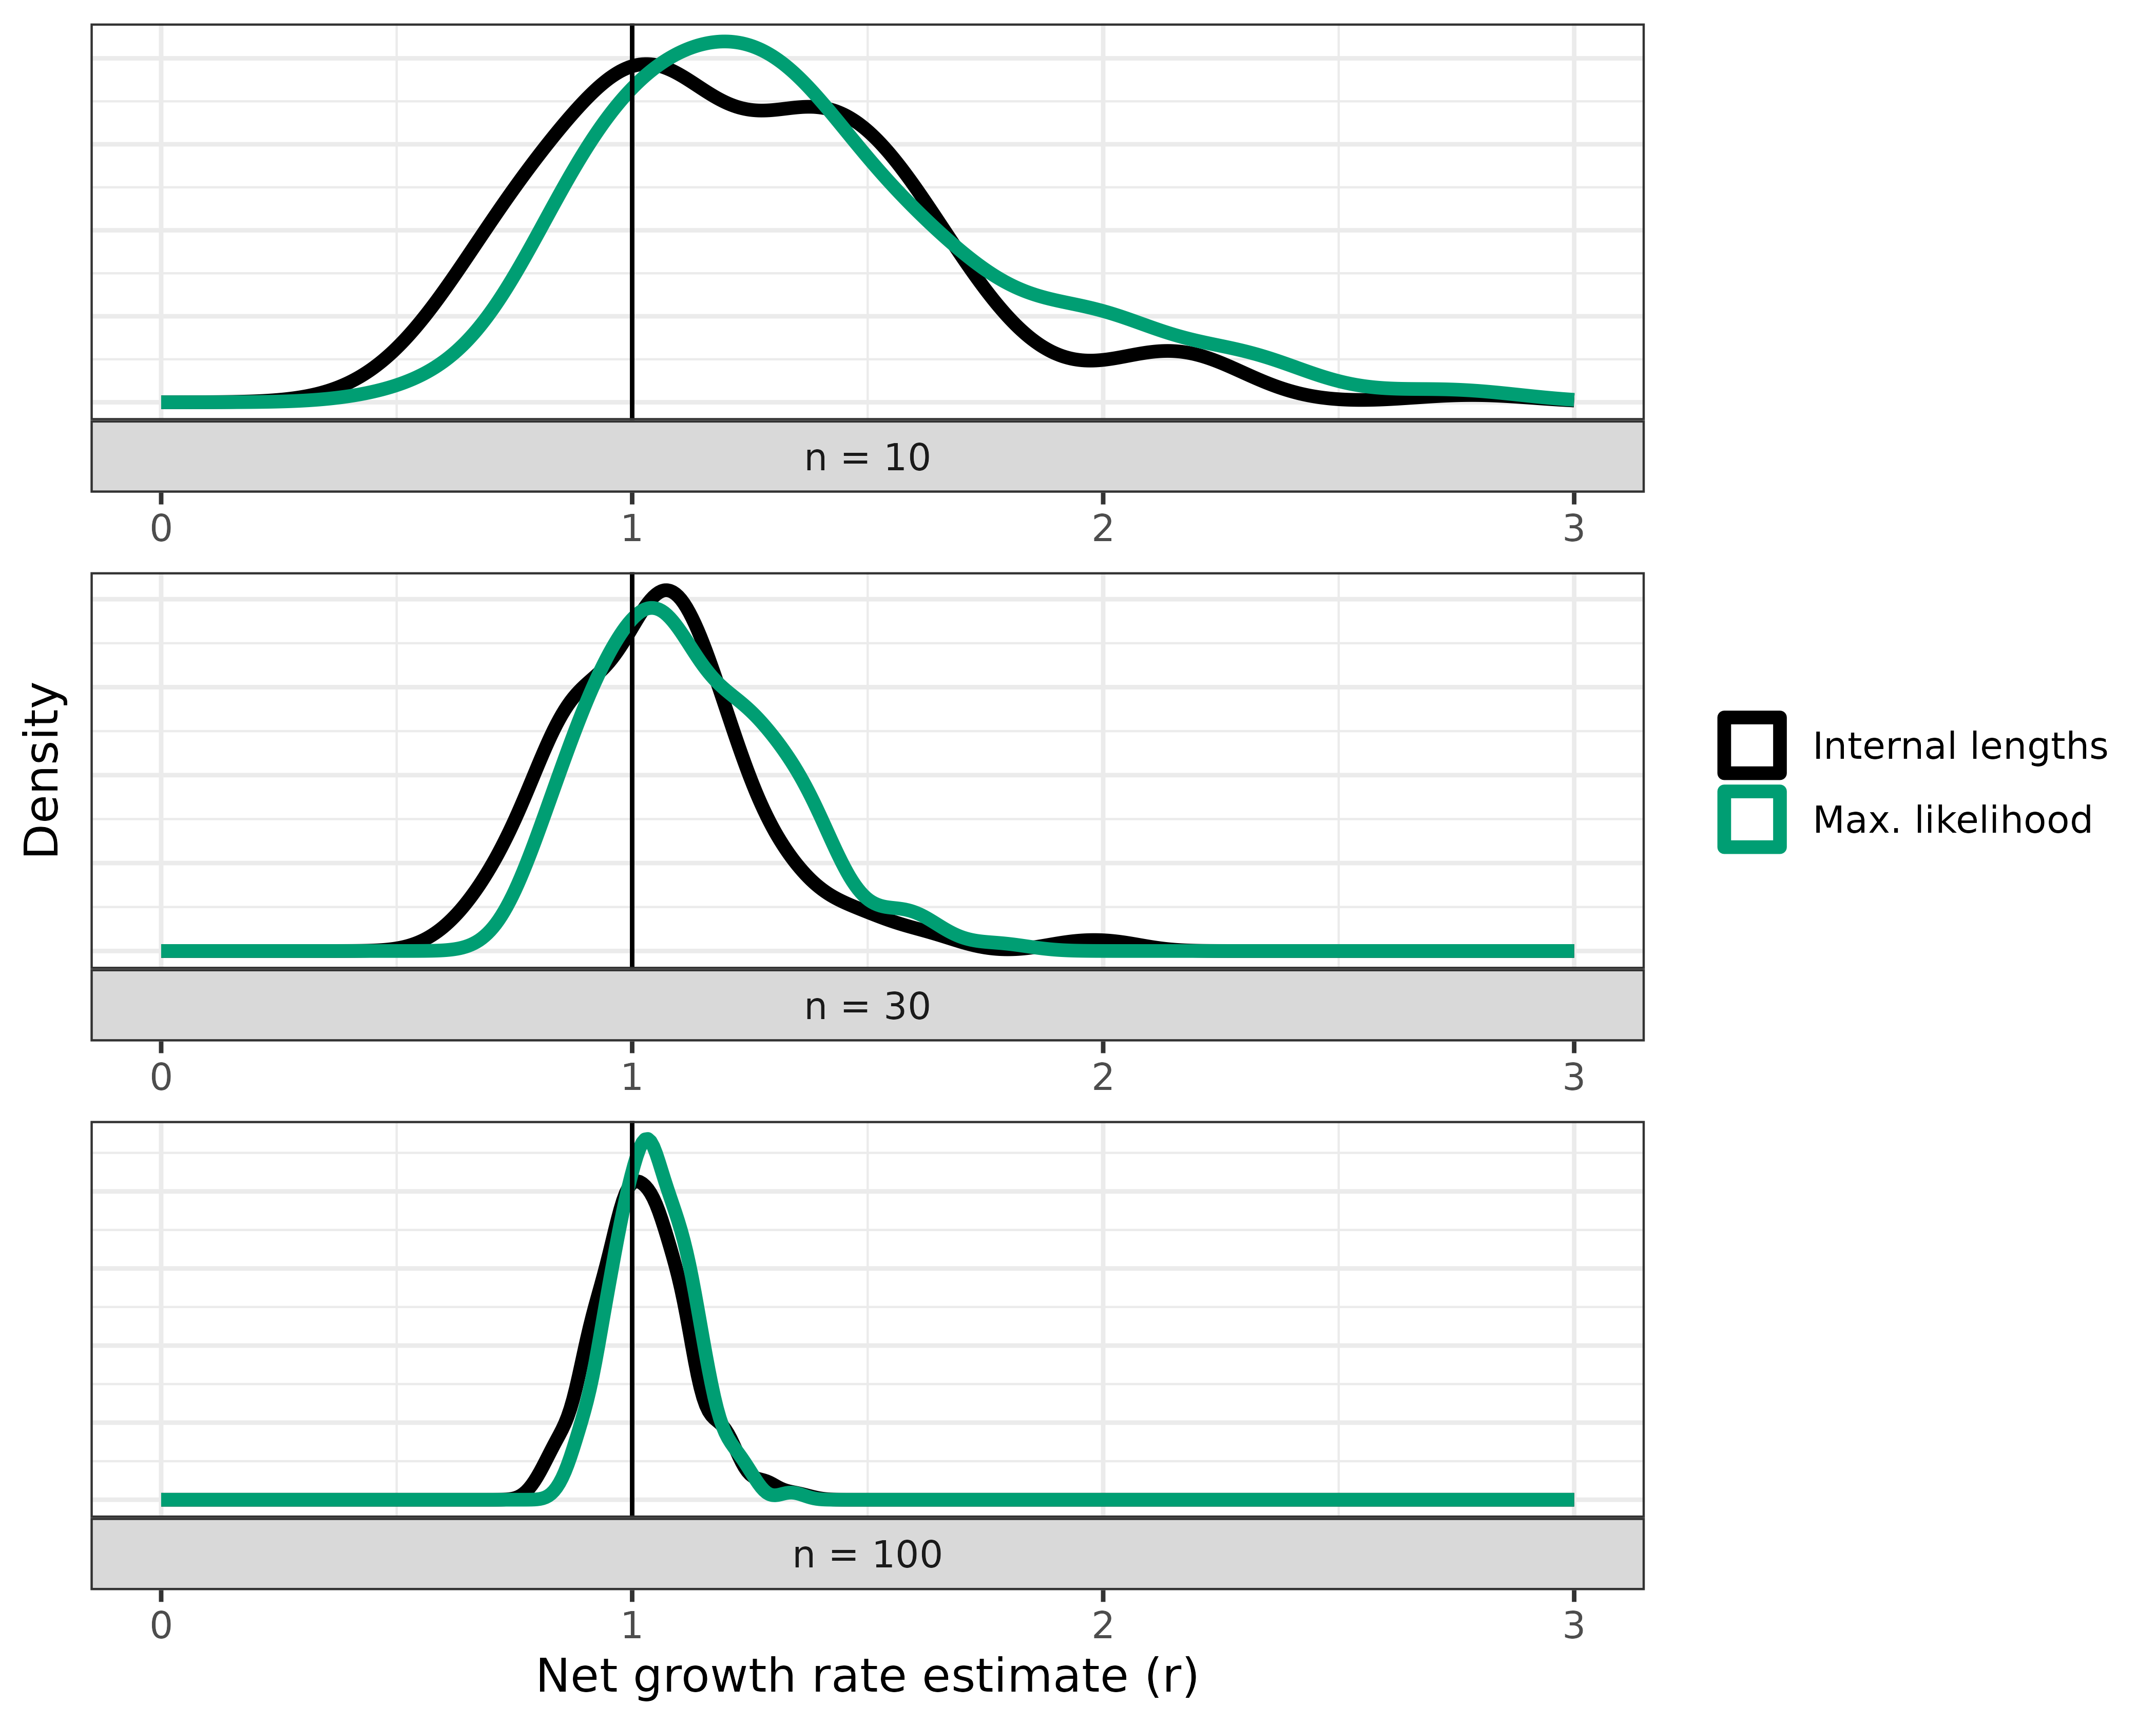 n = 10
0 1 2 3
Density
n = 30
0 1 2 3
Internal lengths
Max. likelihood
n = 100
0 1 2 3
Net growth rate estimate (r)